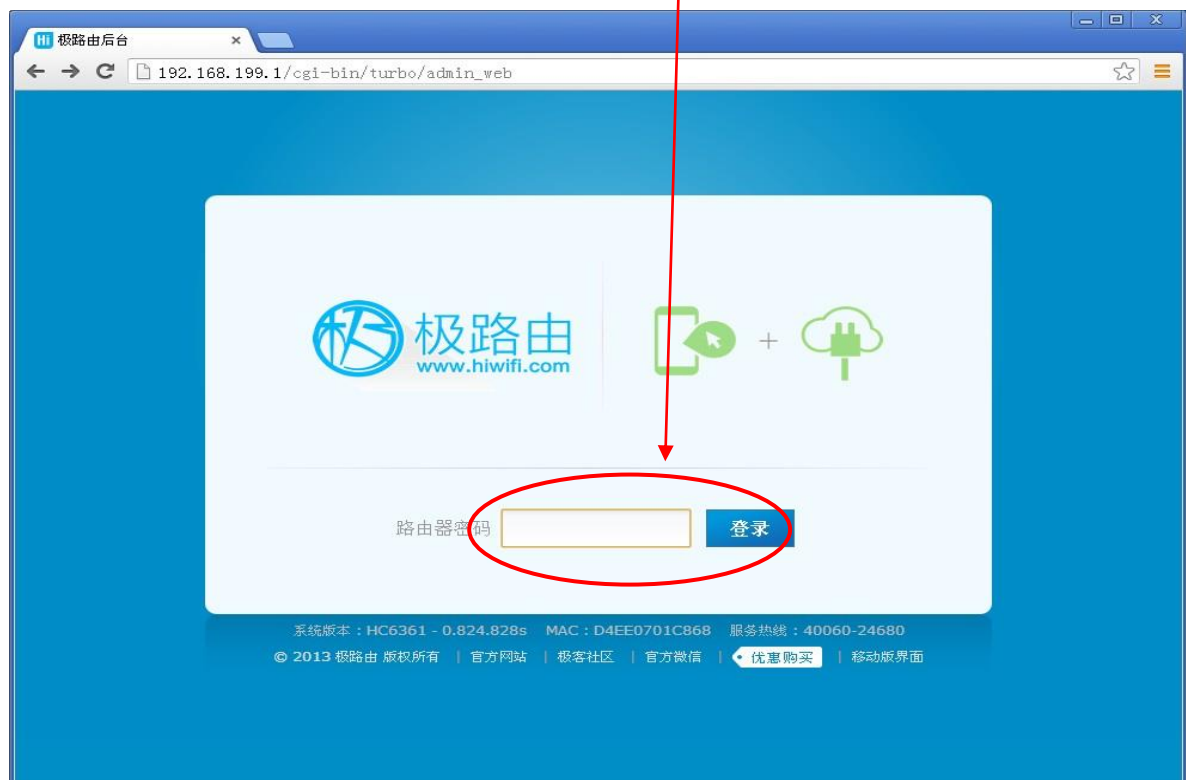 Hi 极路由后台
192.168.199.1/cgi-bin/turbo/admin_web
极 极路由
www.hiwifi.com
+
路由器密码 登录
系统版本：HC6361 - 0.824.828s MAC：D4EE0701C868 服务热线：40060-24680
© 2013 极路由 版权所有 | 官方网站 | 极客社区 | 官方微信 | 优惠购买 | 移动版界面